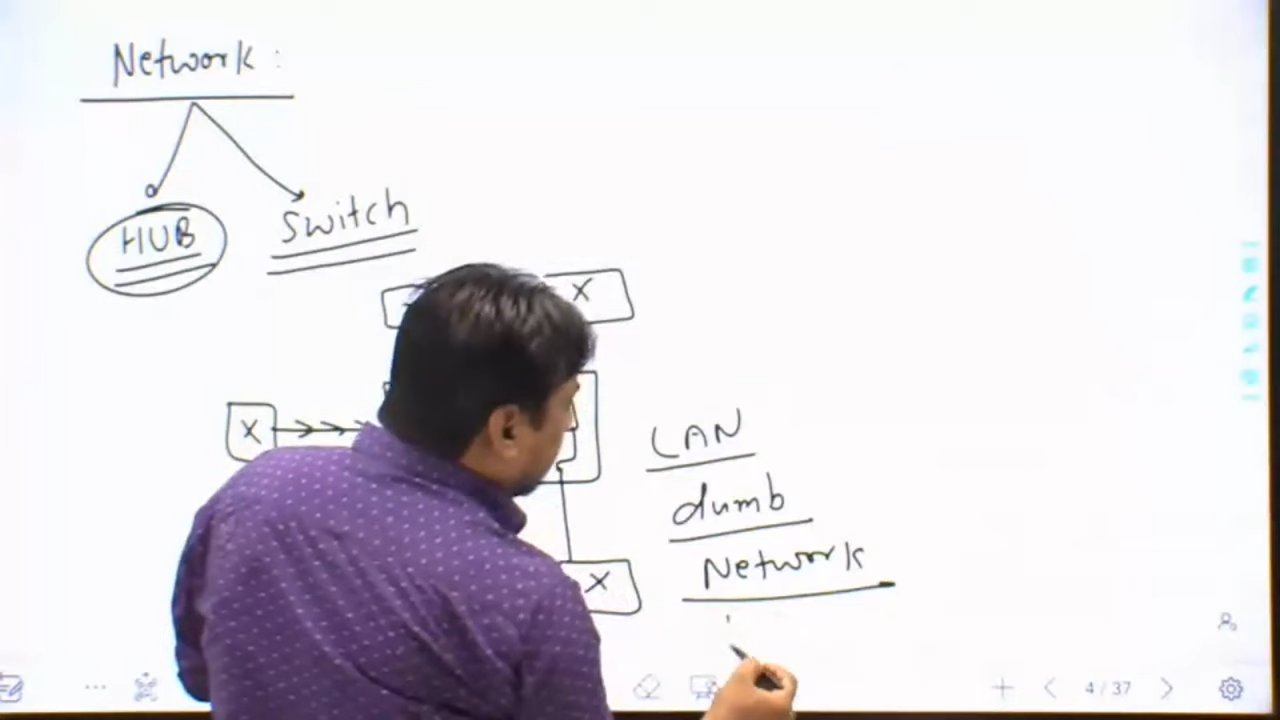 Network :
HUB
Switch
X
X
LAN
dumb
Network
X
4 / 37